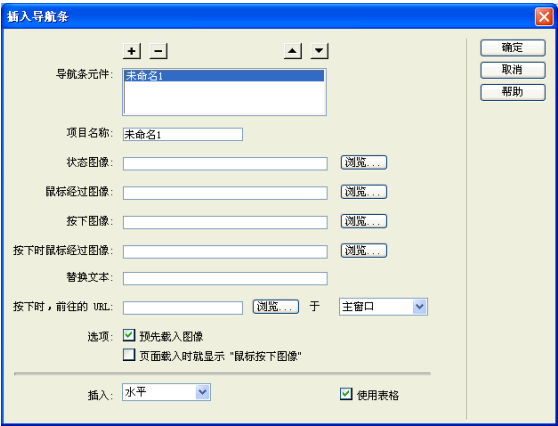 插入导航条
确定
取消
帮助
导航条元件:
未命名1
项目名称: 未命名1
状态图像: 浏览...
鼠标经过图像: 浏览...
按下图像: 浏览...
按下时鼠标经过图像: 浏览...
替换文本:
按下时，前往的 URL: 浏览... 于 主窗口
选项: 预先载入图像
页面载入时就显示 "鼠标按下图像"
插入: 水平 使用表格